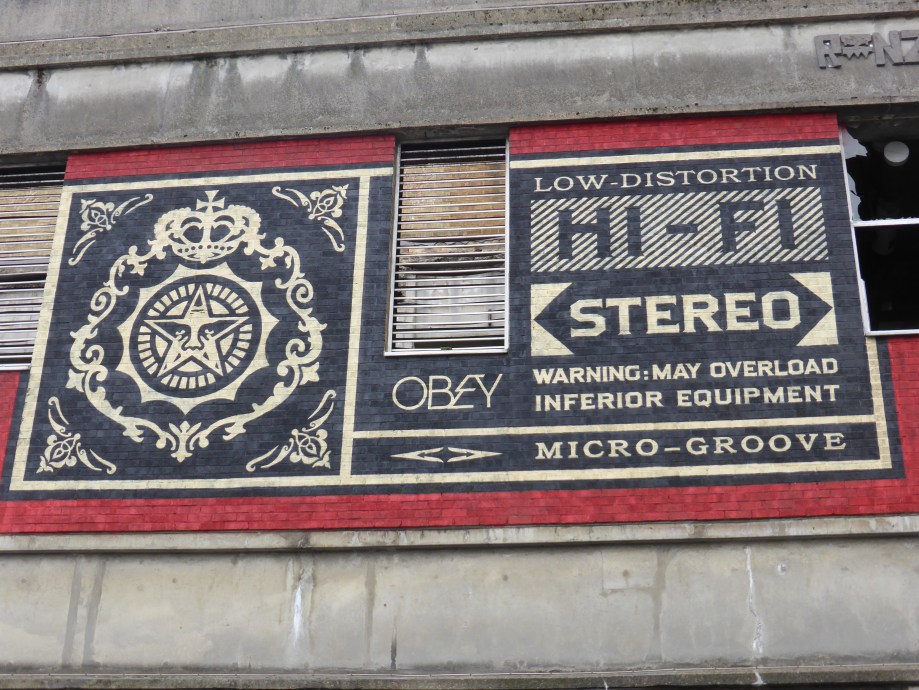 LOW-DISTORTION
HI-FI
STEREO
WARNING: MAY OVERLOAD
INFERIOR EQUIPMENT
OBEY
MICRO-GROOVE